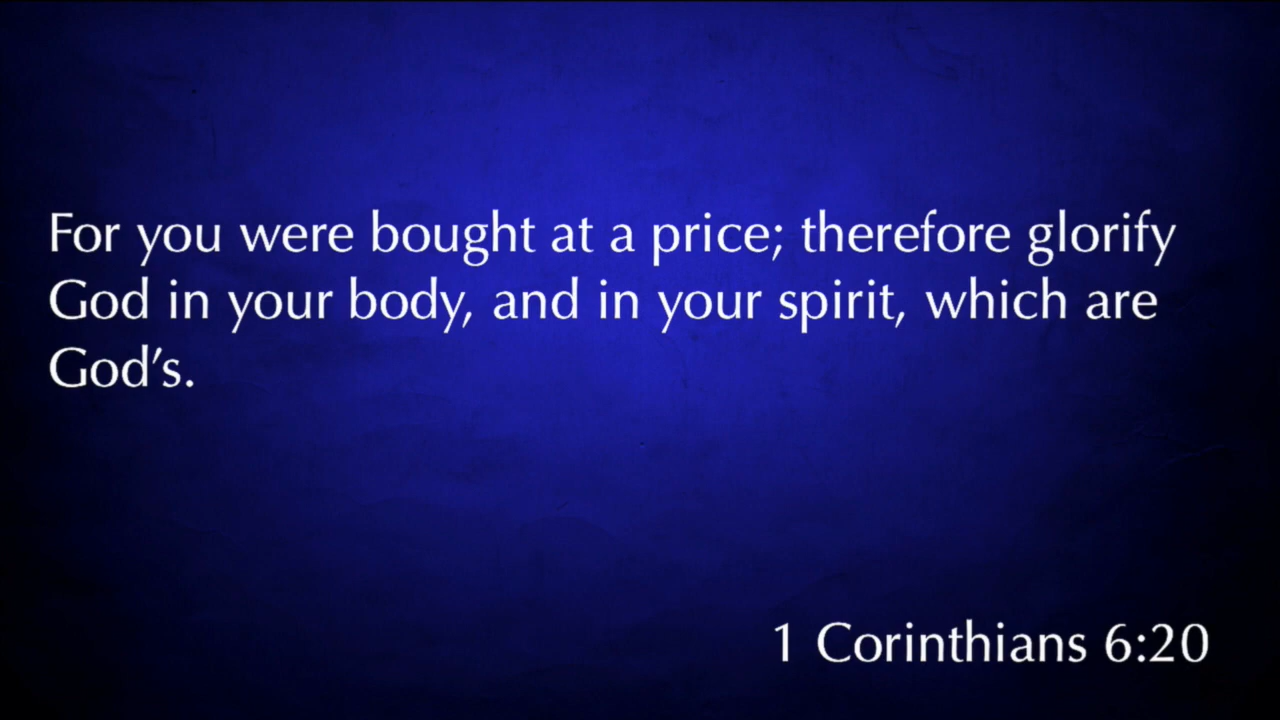 For you were bought at a price; therefore glorify
God in your body, and in your spirit, which are
God’s.
1 Corinthians 6:20